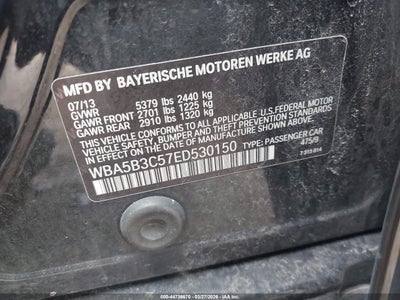 MFD BY BAYERISCHE MOTOREN WERKE AG
07/13
GVWR 5379 lbs 2440 kg
GAWR FRONT 2701 lbs 1225 kg
GAWR REAR 2910 lbs 1320 kg
THIS VEHICLE CONFORMS TO ALL APPLICABLE U.S.FEDERAL MOTOR
VEHICLE SAFETY, BUMPER, AND THEFT PREVENTION
STANDARDS IN EFFECT ON THE DATE OF
MANUFACTURE SHOWN ABOVE.
WBA5B3C57ED530150 TYPE: PASSENGER CAR
475/9